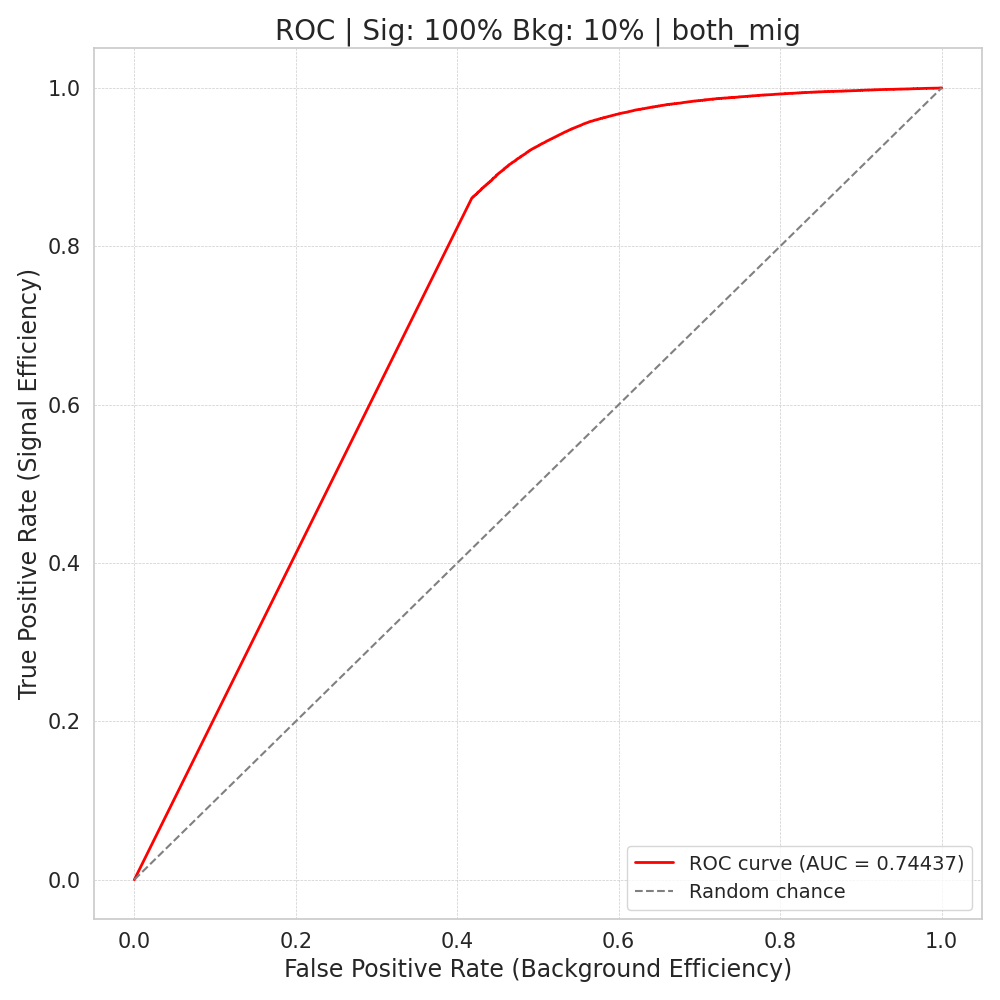 ROC | Sig: 100% Bkg: 10% | both_mig
True Positive Rate (Signal Efficiency)
1.0
0.8
0.6
0.4
0.2
0.0
ROC curve (AUC = 0.74437)
Random chance
0.0 0.2 0.4 0.6 0.8 1.0
False Positive Rate (Background Efficiency)